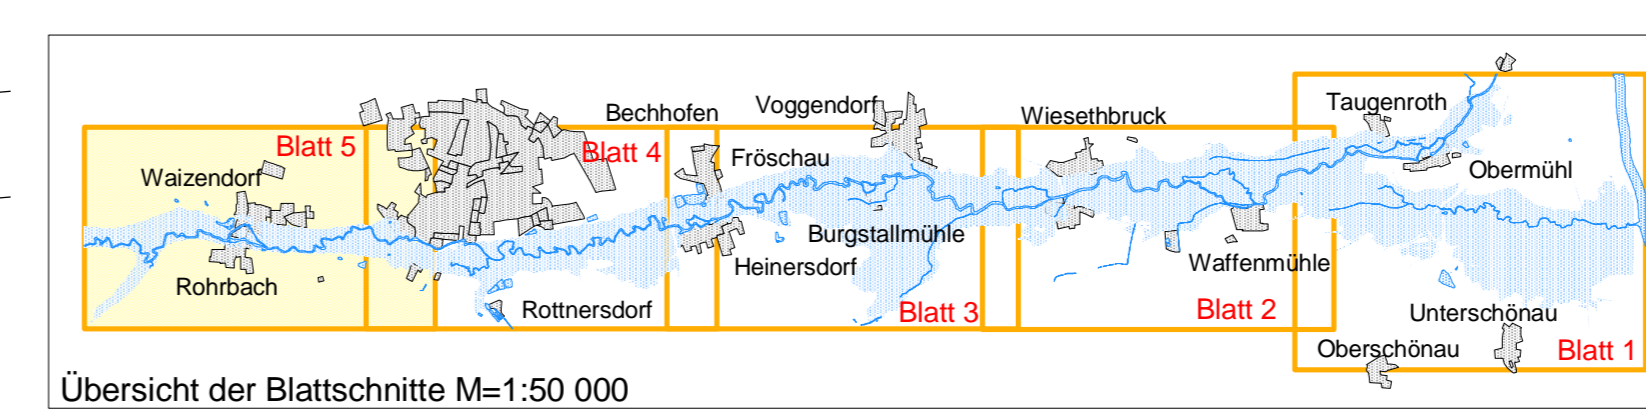 Bechhofen
Voggendorf
Wiesethbruck
Taugenroth
Blatt 5
Blatt 4
Fröschau
Obermühl
Waizendorf
Burgstallmühle
Heinersdorf
Waffenmühle
Rohrbach
Rottnersdorf
Blatt 3
Blatt 2
Unterschönau
Oberschönau
Blatt 1
Übersicht der Blattschnitte M=1:50 000